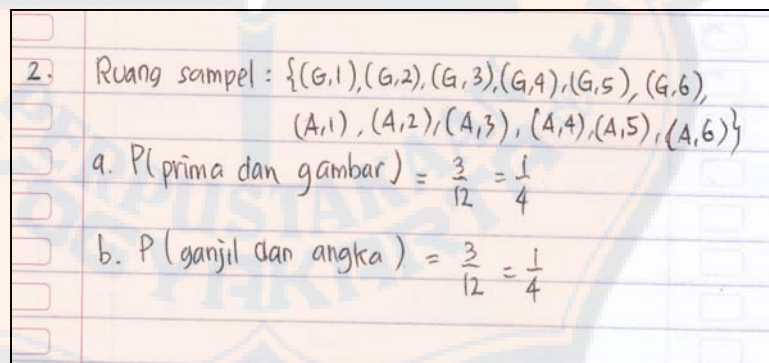 2. Ruang sampel : {(G,1),(G,2),(G,3),(G,4),(G,5),(G,6),
(A,1),(A,2),(A,3),(A,4),(A,5),(A,6)}
a. P(prima dan gambar) = 3/12 = 1/4
b. P(ganjil dan angka) = 3/12 = 1/4